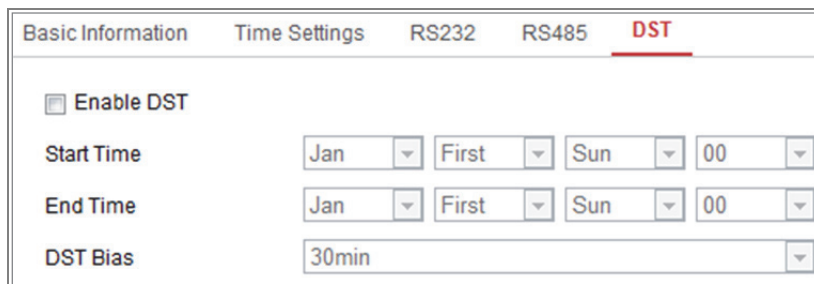 Basic Information Time Settings RS232 RS485 DST
Enable DST
Start Time Jan First Sun 00
End Time Jan First Sun 00
DST Bias 30min